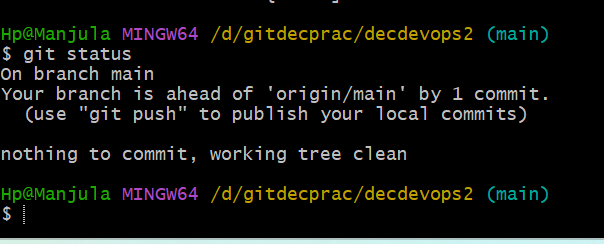 Hp@Manjula MINGW64 /d/gitdecprac/decdevops2 (main)
$ git status
On branch main
Your branch is ahead of 'origin/main' by 1 commit.
  (use "git push" to publish your local commits)

nothing to commit, working tree clean

Hp@Manjula MINGW64 /d/gitdecprac/decdevops2 (main)
$